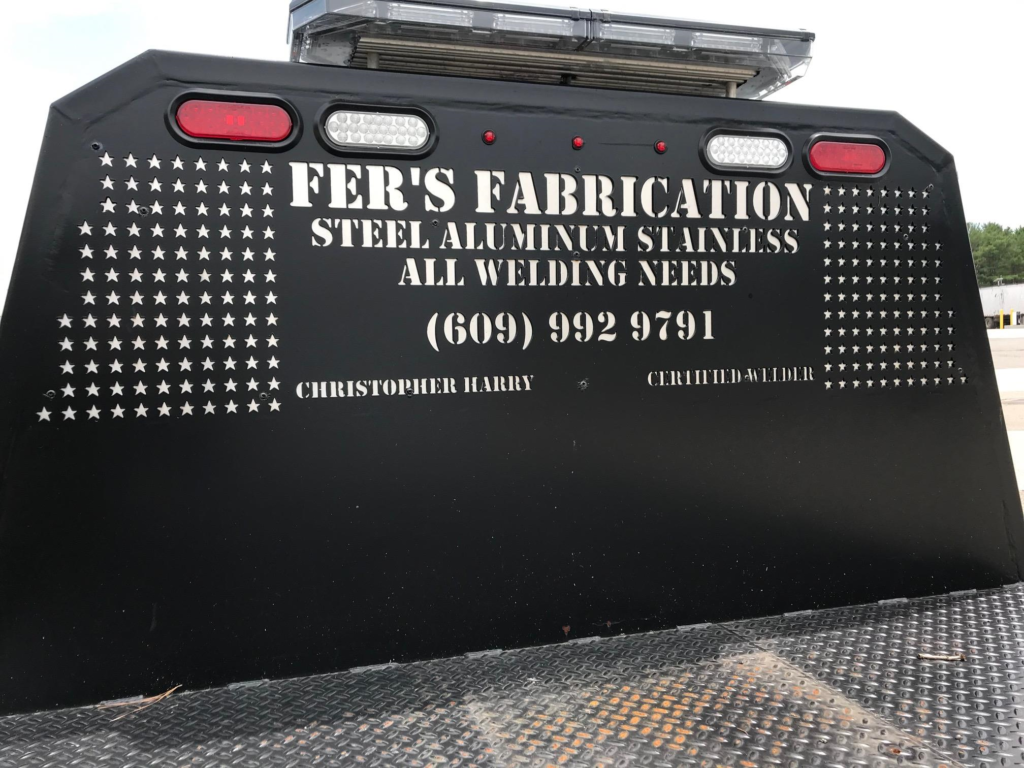 FER'S FABRICATION
STEEL ALUMINUM STAINLESS
ALL WELDING NEEDS
(609) 992 9791
CHRISTOPHER HARRY
CERTIFIED WELDER